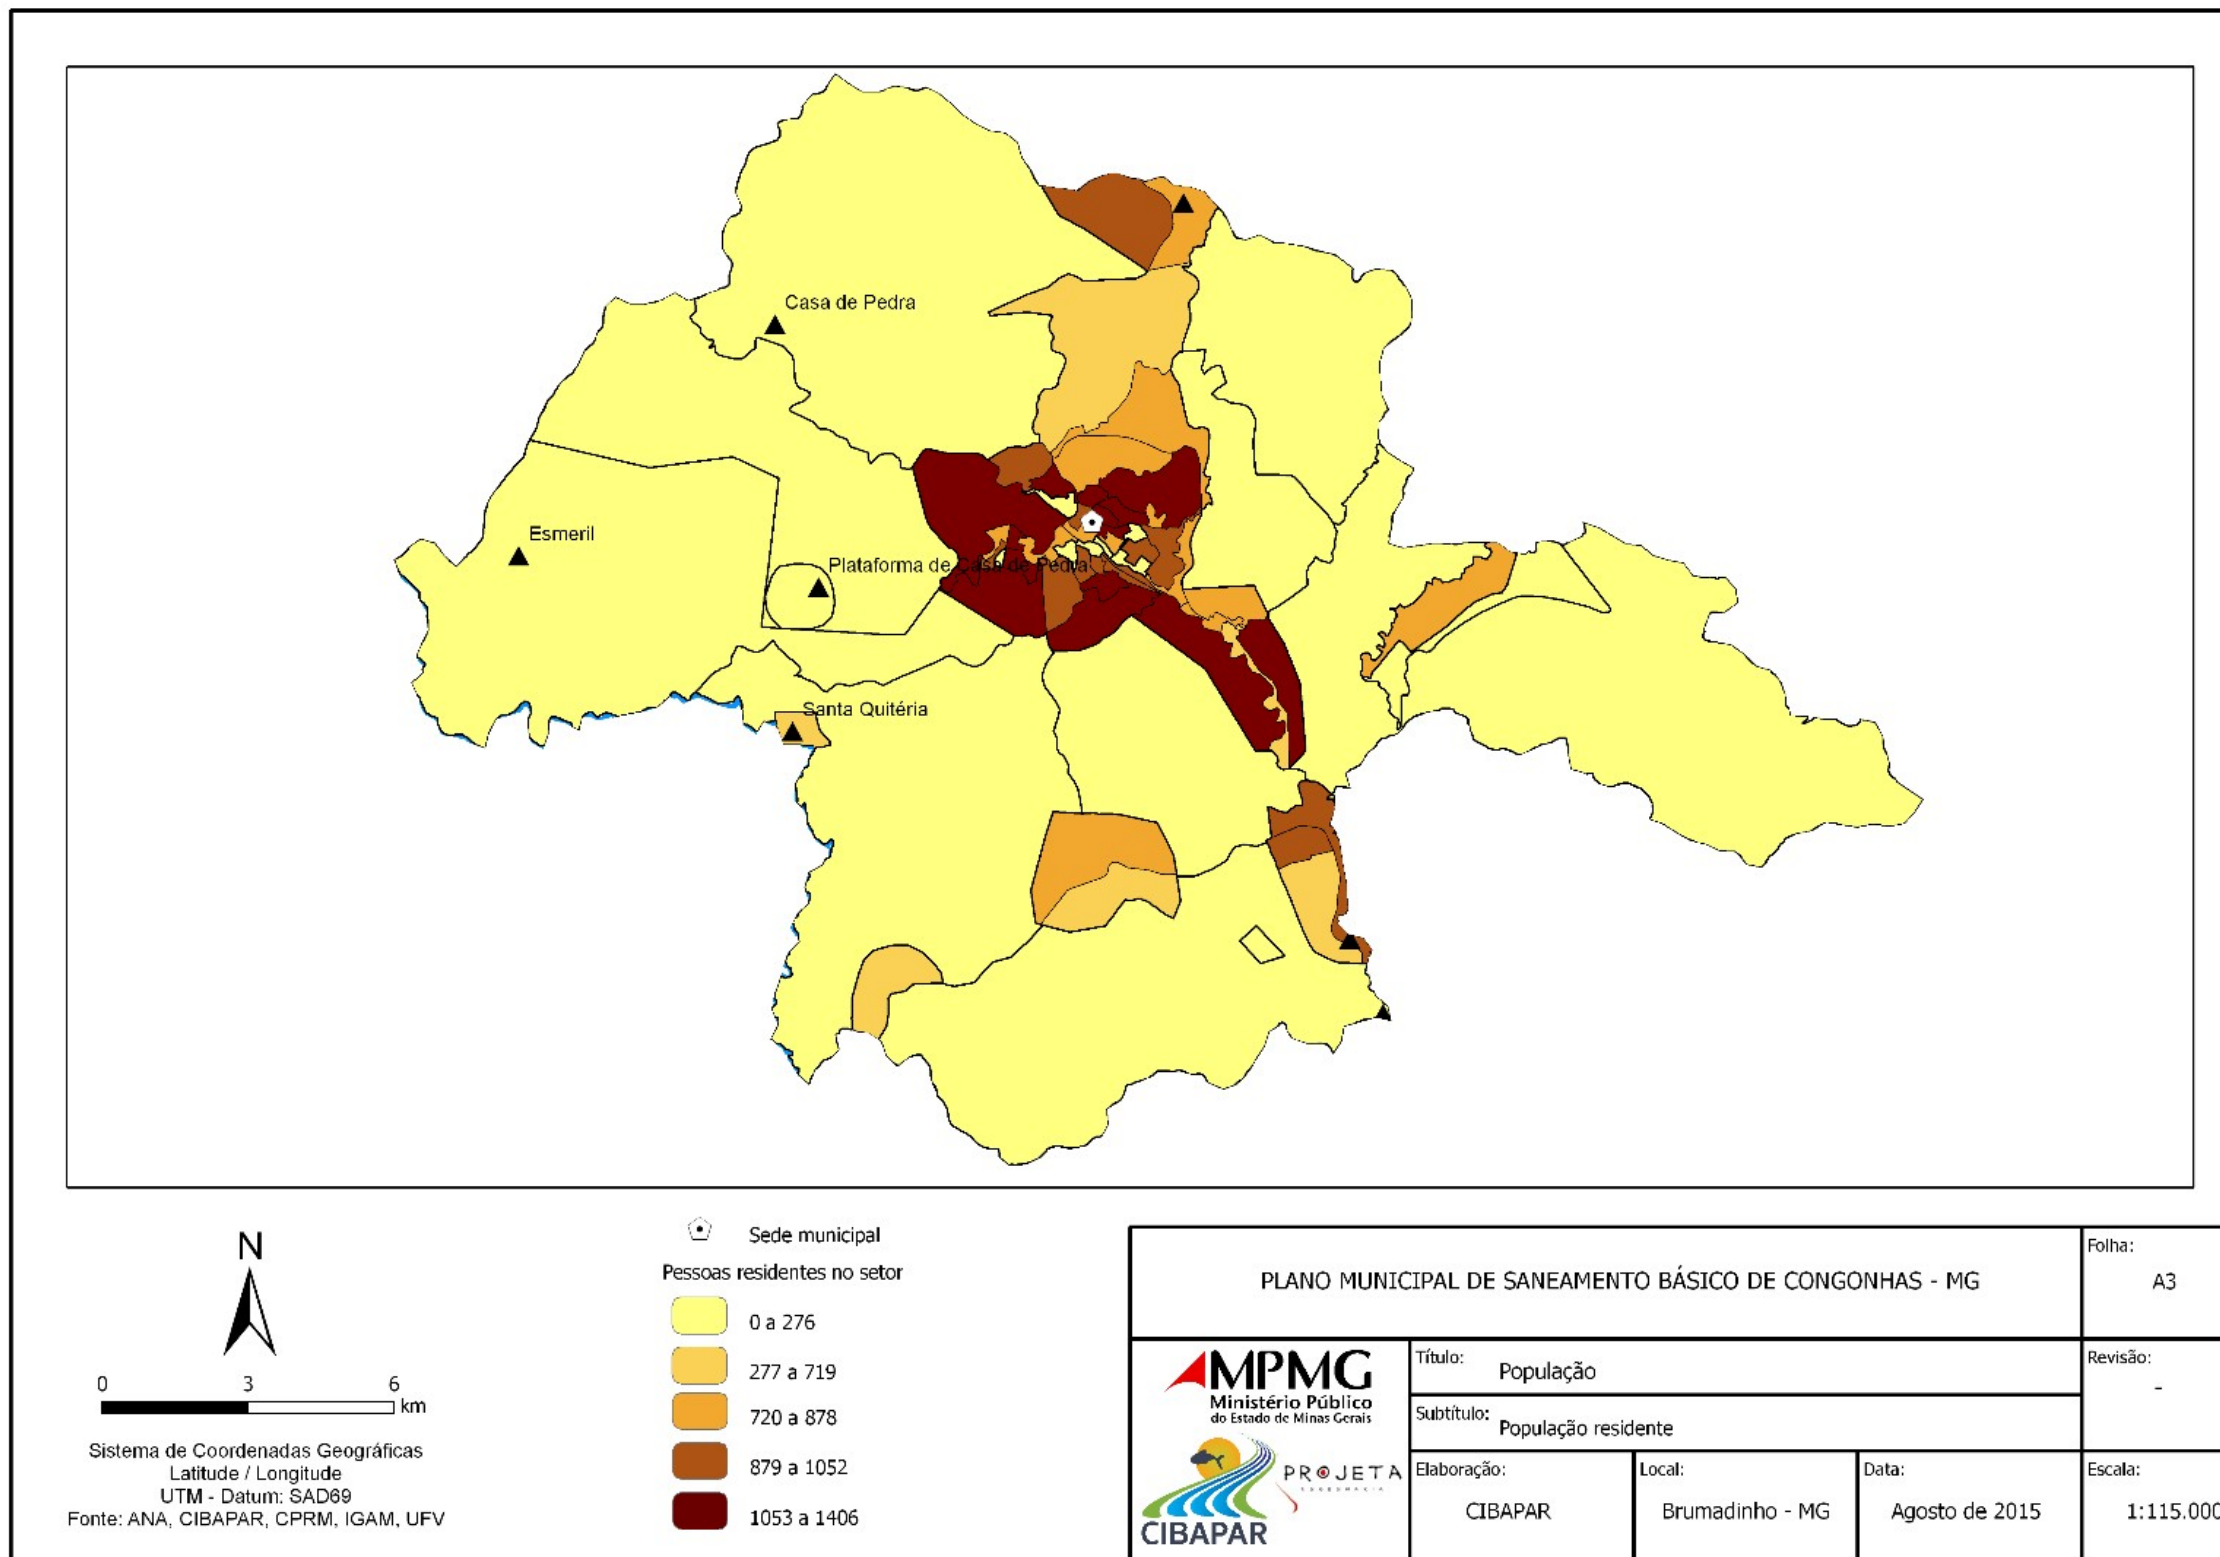 Casa de Pedra
Esmeril
Plataforma de Casa de Pedra
Santa Quitéria
N
0 3 6
km
Sistema de Coordenadas Geográficas
Latitude / Longitude
UTM - Datum: SAD69
Fonte: ANA, CIBAPAR, CPRM, IGAM, UFV
Sede municipal
Pessoas residentes no setor
0 a 276
277 a 719
720 a 878
879 a 1052
1053 a 1406
PLANO MUNICIPAL DE SANEAMENTO BÁSICO DE CONGONHAS - MG
Folha:
A3
MPMG
Ministério Público
do Estado de Minas Gerais
CIBAPAR
PROJETA
ENGENHARIA
Título:
População
Revisão:
-
Subtítulo:
População residente
Elaboração:
CIBAPAR
Local:
Brumadinho - MG
Data:
Agosto de 2015
Escala:
1:115.000